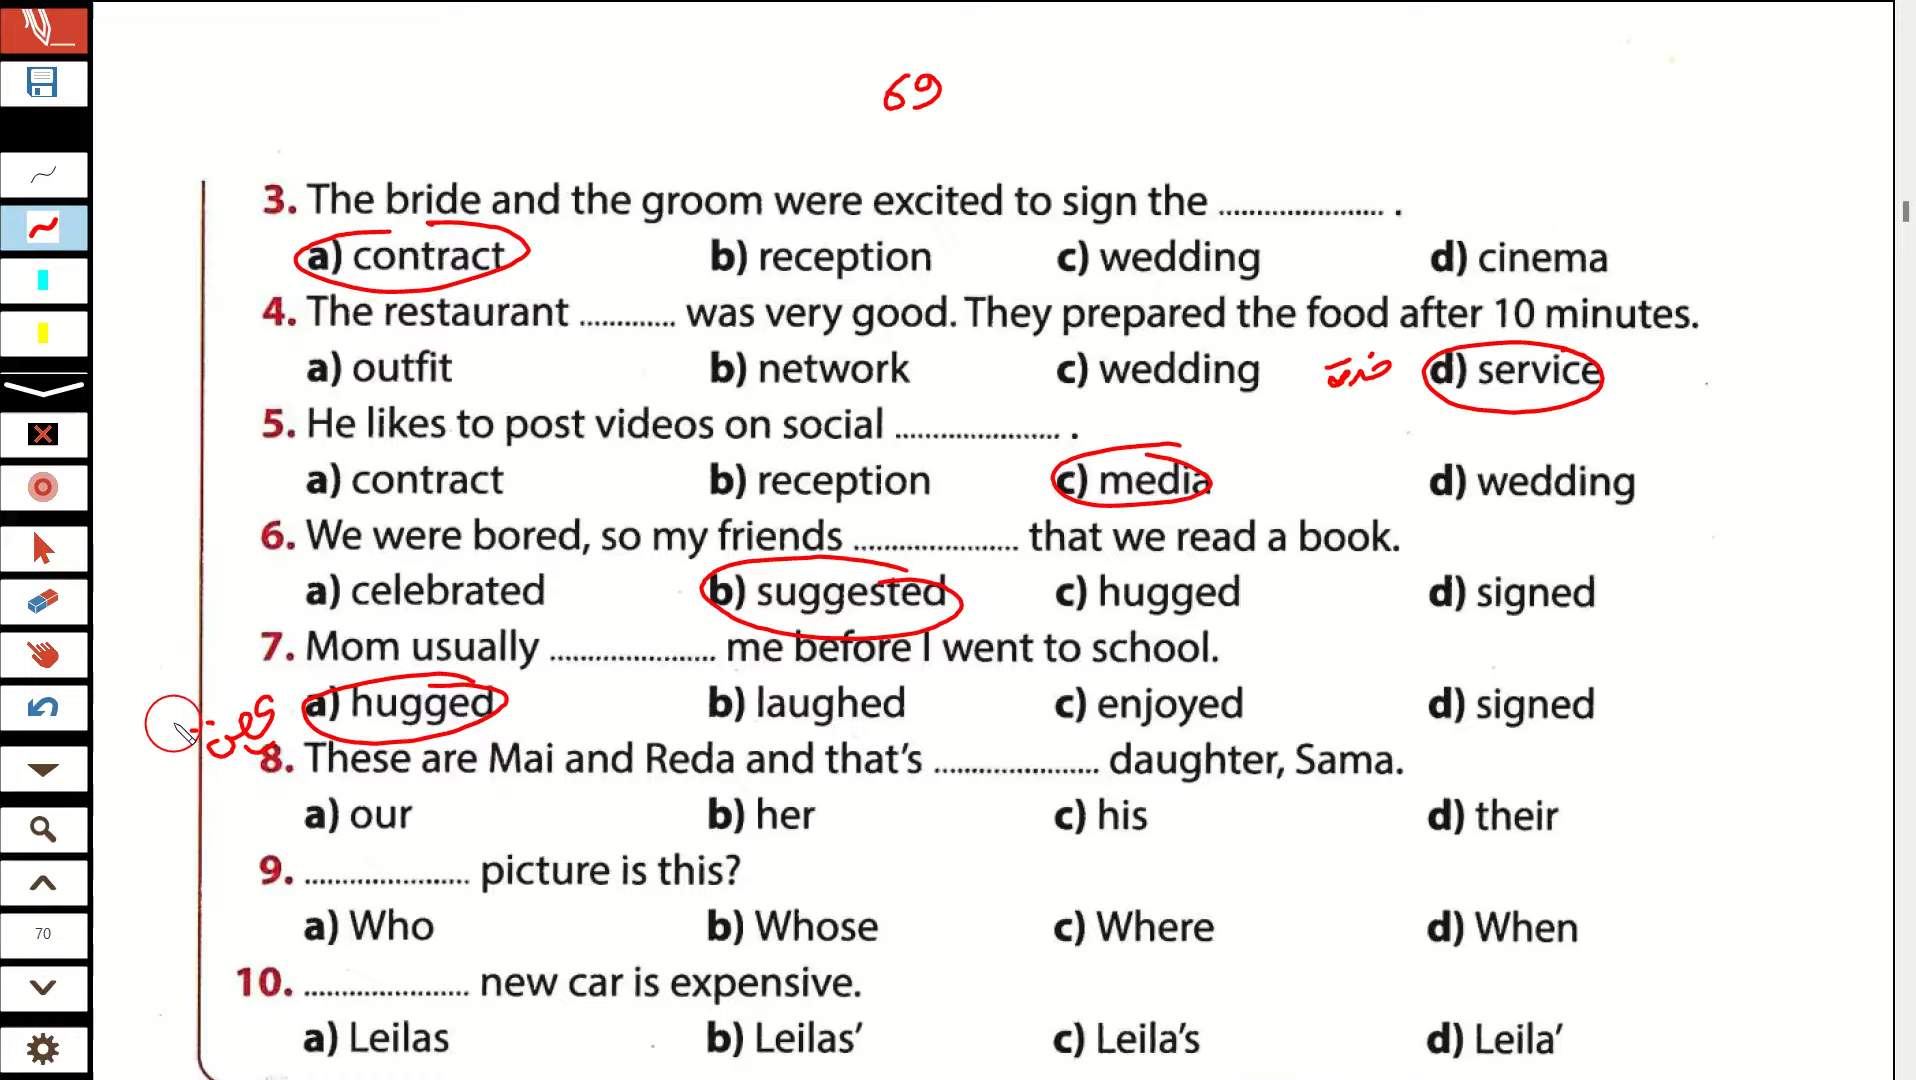 69
3. The bride and the groom were excited to sign the ...................... .
a) contract b) reception c) wedding d) cinema
4. The restaurant ............. was very good. They prepared the food after 10 minutes.
a) outfit b) network c) wedding خدمة d) service
5. He likes to post videos on social ...................... .
a) contract b) reception c) media d) wedding
6. We were bored, so my friends ...................... that we read a book.
a) celebrated b) suggested c) hugged d) signed
7. Mom usually ...................... me before I went to school.
a) hugged b) laughed c) enjoyed d) signed
8. These are Mai and Reda and that's ...................... daughter, Sama.
a) our b) her c) his d) their
9. ...................... picture is this?
a) Who b) Whose c) Where d) When
10. ...................... new car is expensive.
a) Leilas b) Leilas’ c) Leila’s d) Leila’
70